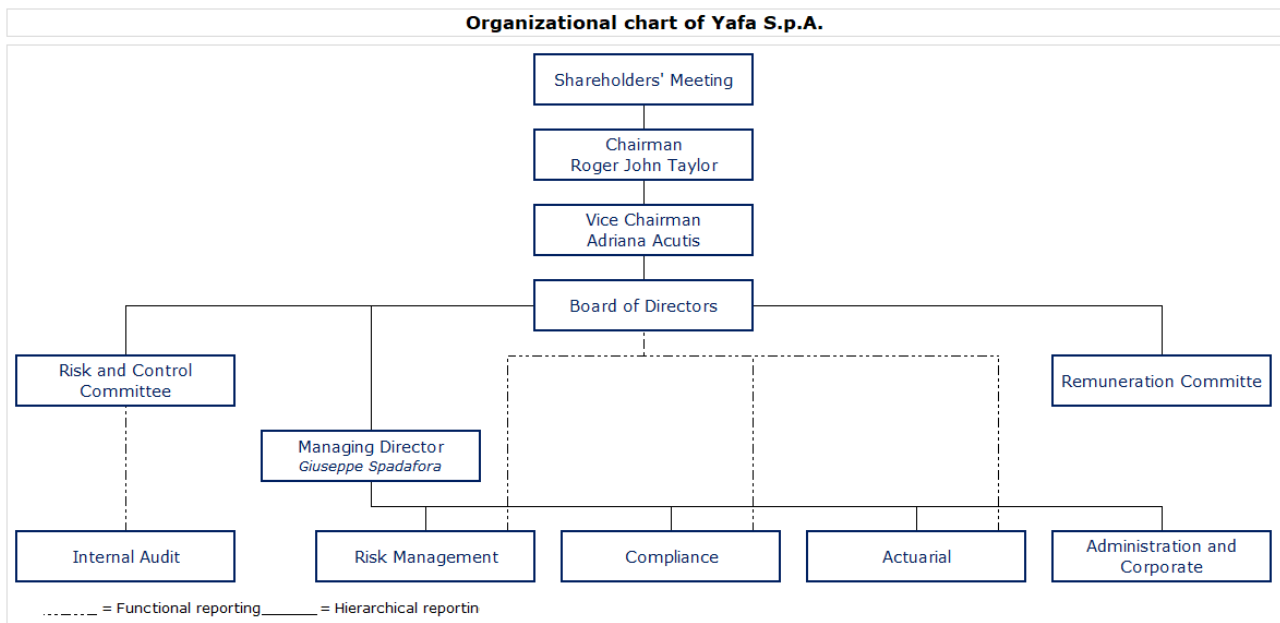 Organizational chart of Yafa S.p.A.
Shareholders' Meeting
Chairman
Roger John Taylor
Vice Chairman
Adriana Acutis
Board of Directors
Risk and Control
Committee
Remuneration Committe
Managing Director
Giuseppe Spadafora
Internal Audit
Risk Management
Compliance
Actuarial
Administration and
Corporate
= Functional reporting = Hierarchical reportin